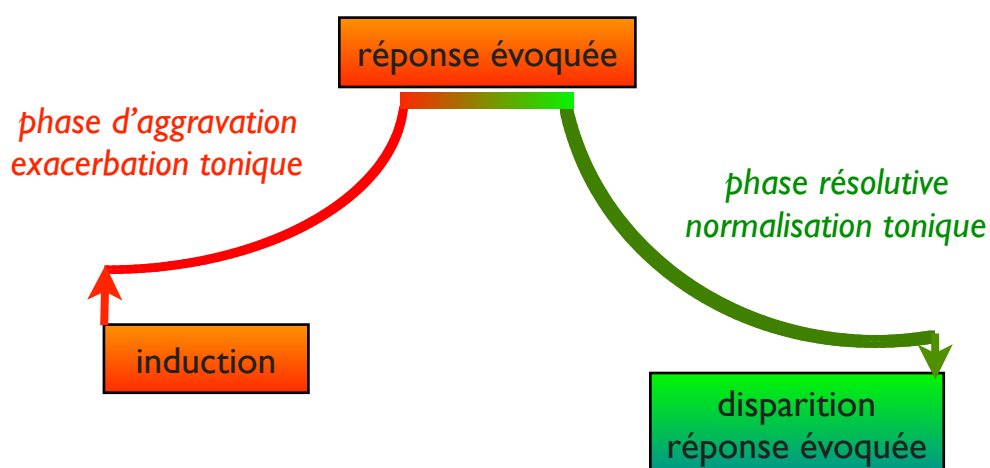 réponse évoquée
phase d'aggravation
exacerbation tonique
phase résolutive
normalisation tonique
induction
disparition
réponse évoquée